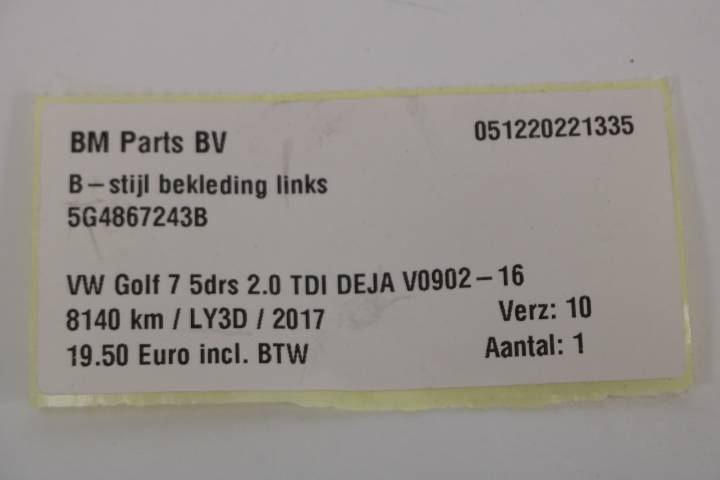 BM Parts BV 051220221335
B-stijl bekleding links
5G4867243B
VW Golf 7 5drs 2.0 TDI DEJA V0902-16
8140 km / LY3D / 2017 Verz: 10
19.50 Euro incl. BTW Aantal: 1